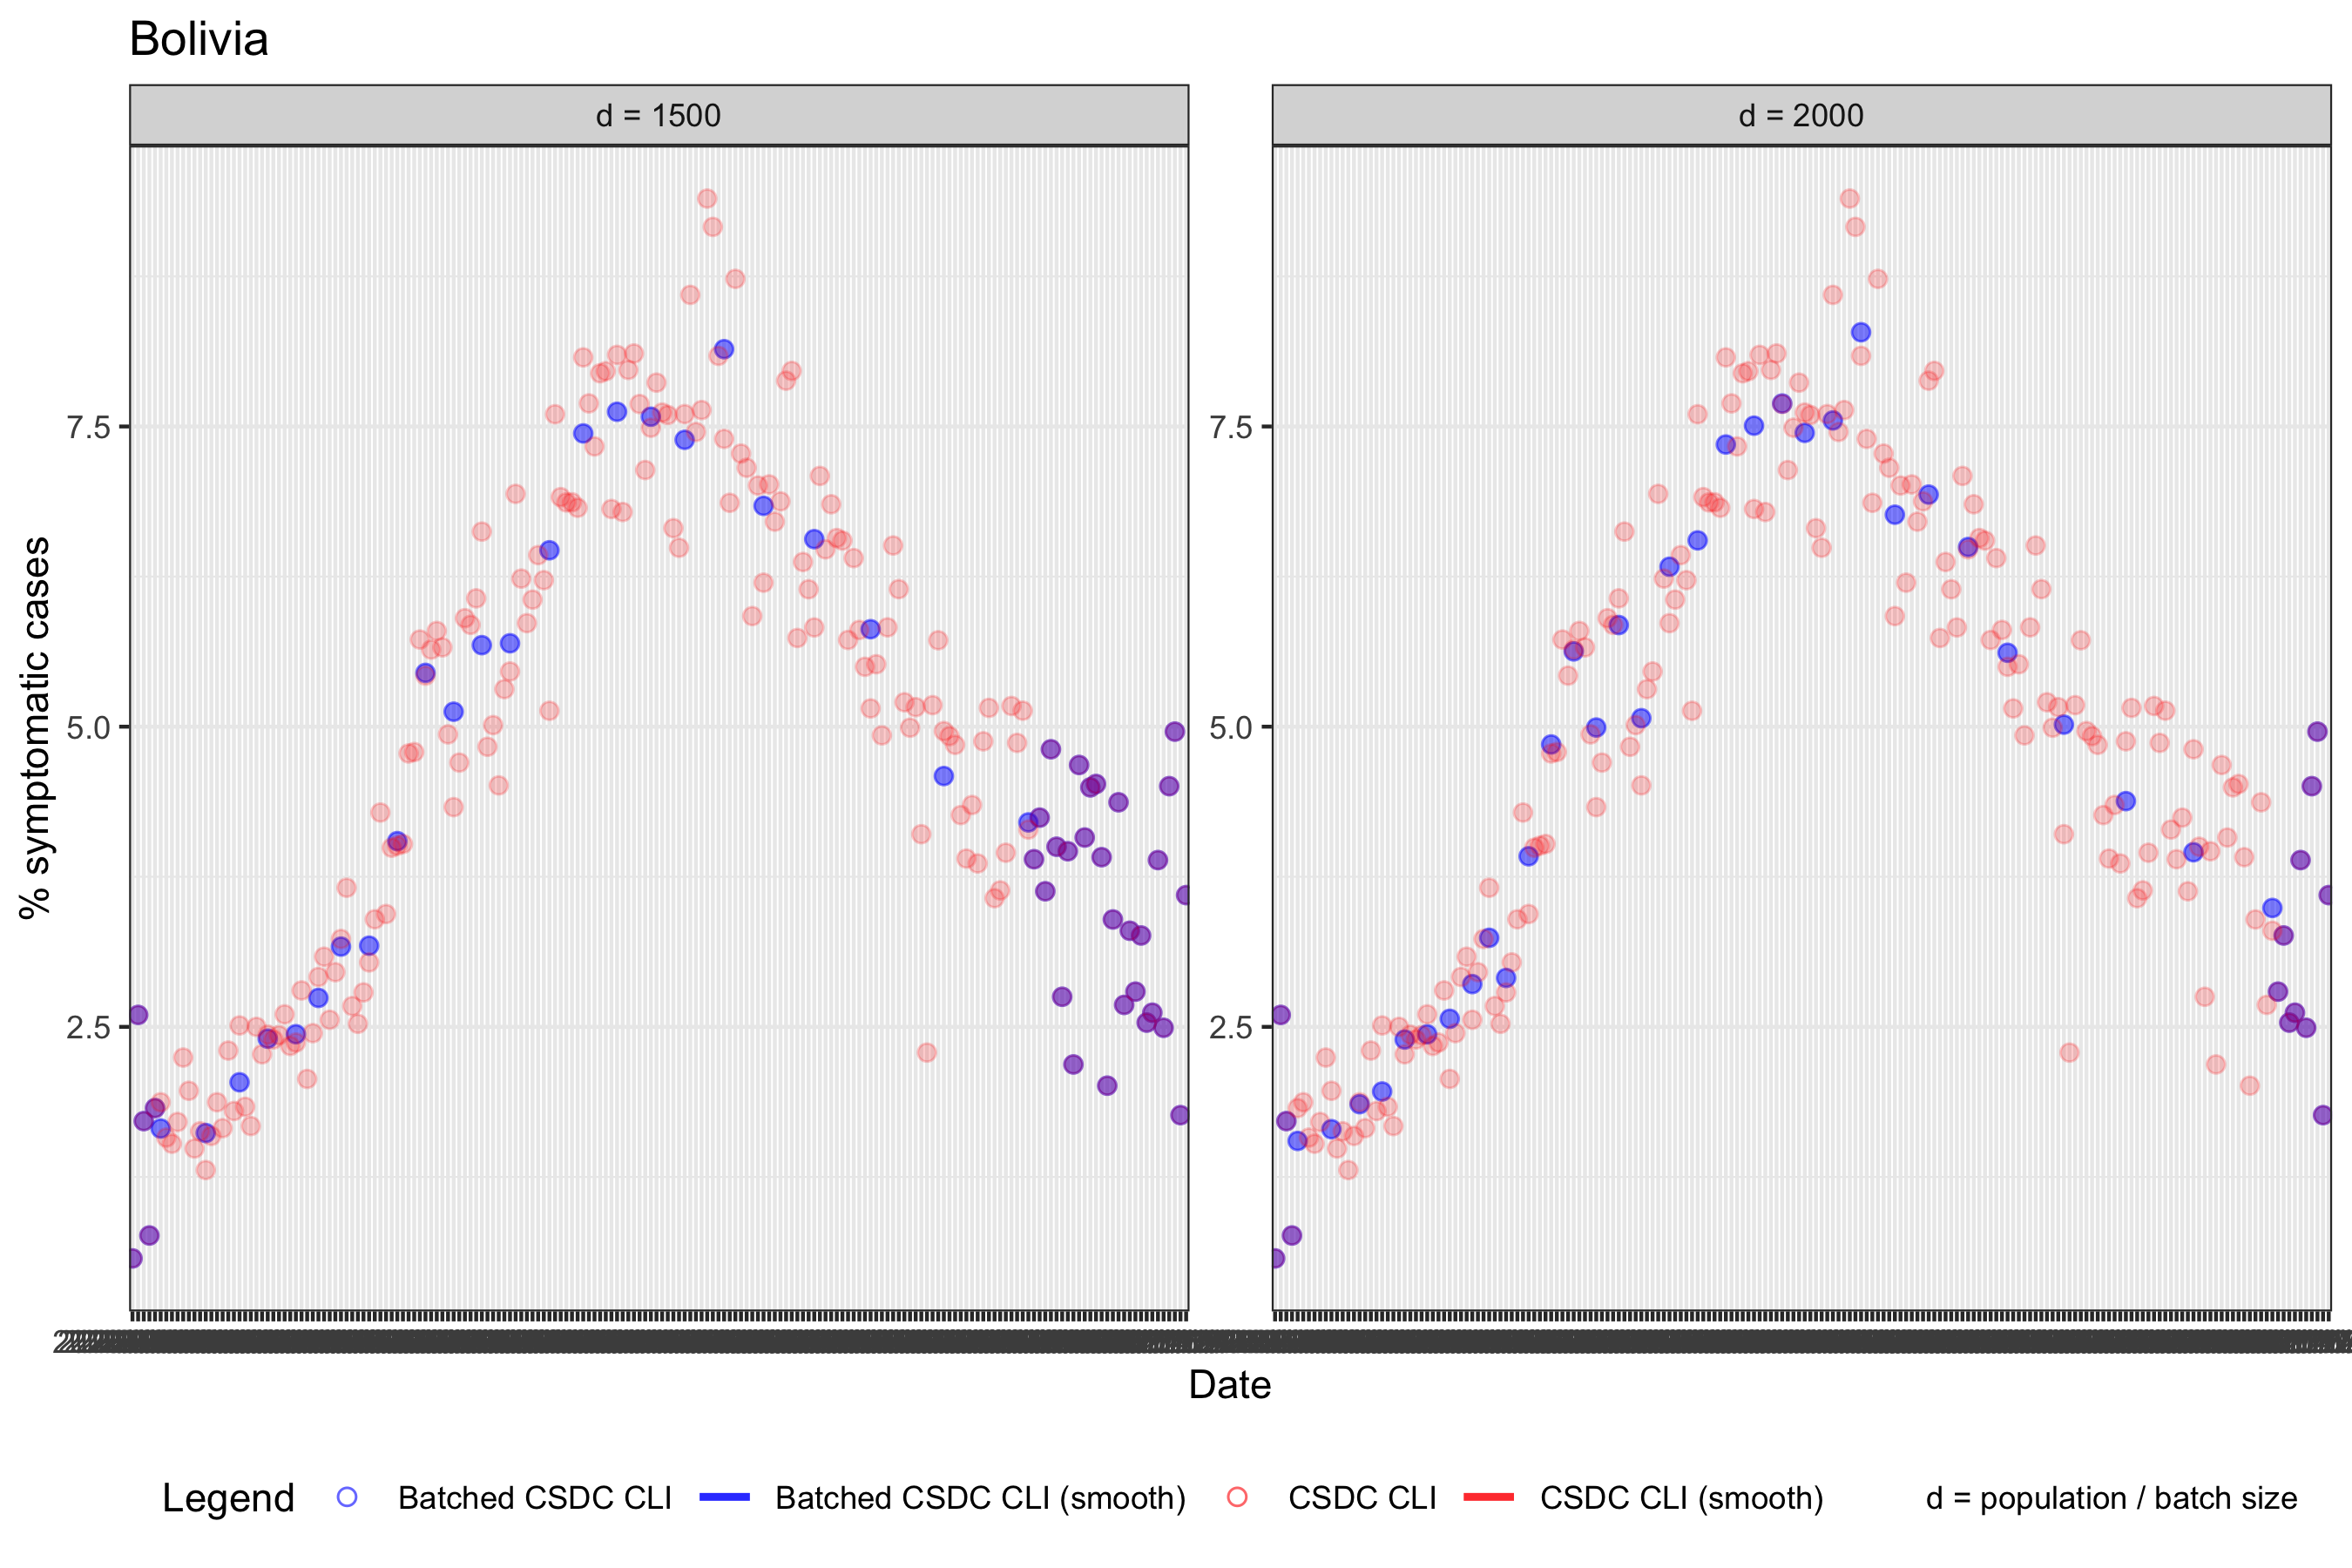 Bolivia
d = 1500
d = 2000
% symptomatic cases
7.5
5.0
2.5
7.5
5.0
2.5
Date
Legend
Batched CSDC CLI
Batched CSDC CLI (smooth)
CSDC CLI
CSDC CLI (smooth)
d = population / batch size